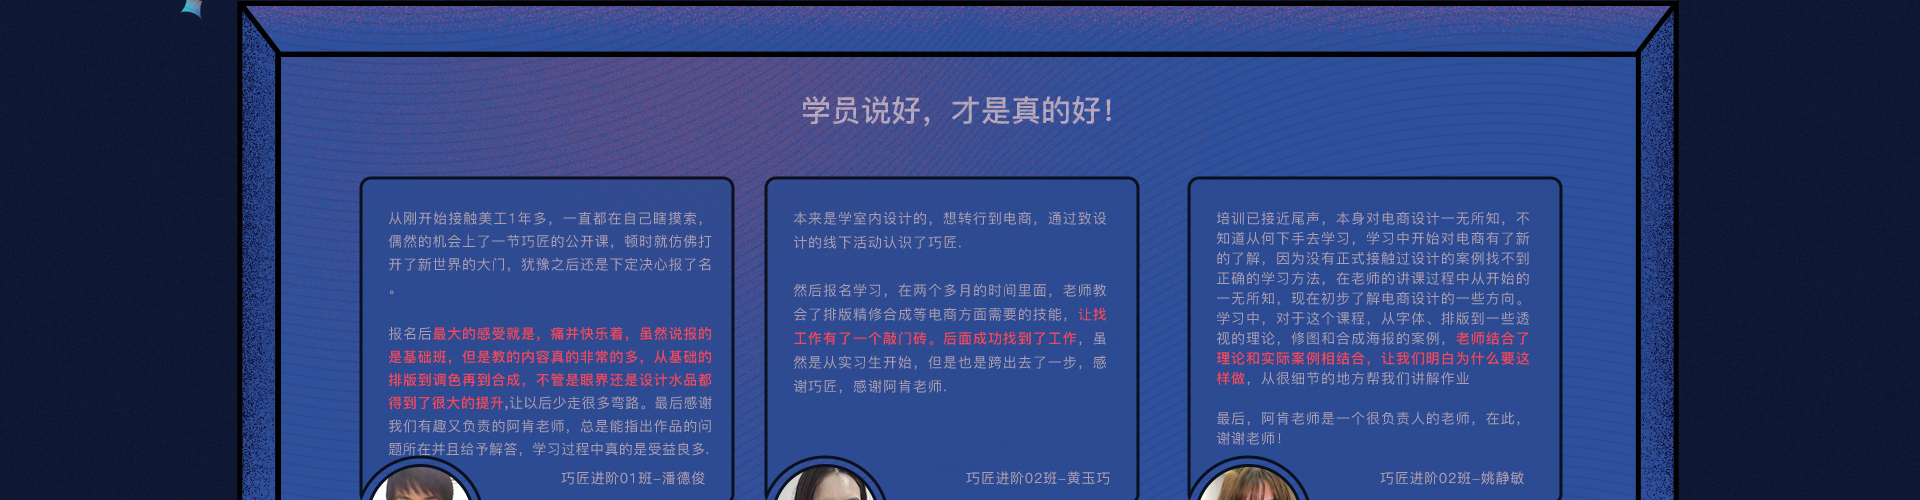 学员说好，才是真的好!
从刚开始接触美工1年多，一直都在自己瞎摸索，
偶然的机会上了一节巧匠的公开课，顿时就仿佛打
开了新世界的大门，犹豫之后还是下定决心报了名
。
报名后最大的感受就是，痛并快乐着，虽然说报的
是基础班，但是教的内容真的非常的多，从基础的
排版到调色再到合成，不管是眼界还是设计水品都
得到了很大的提升,让以后少走很多弯路。最后感谢
我们有趣又负责的阿肯老师，总是能指出作品的问
题所在并且给予解答，学习过程中真的是受益良多.
巧匠进阶01班-潘德俊
本来是学室内设计的，想转行到电商，通过致设
计的线下活动认识了巧匠.
然后报名学习，在两个多月的时间里面，老师教
会了排版精修合成等电商方面需要的技能，让找
工作有了一个敲门砖。后面成功找到了工作，虽
然是从实习生开始，但是也是跨出去了一步，感
谢巧匠，感谢阿肯老师.
巧匠进阶02班-黄玉巧
培训已接近尾声，本身对电商设计一无所知，不
知道从何下手去学习，学习中开始对电商有了新
的了解，因为没有正式接触过设计的案例找不到
正确的学习方法，在老师的讲课过程中从开始的
一无所知，现在初步了解电商设计的一些方向。
学习中，对于这个课程，从字体、排版到一些透
视的理论，修图和合成海报的案例，老师结合了
理论和实际案例相结合，让我们明白为什么要这
样做，从很细节的地方帮我们讲解作业
最后，阿肯老师是一个很负责人的老师，在此，
谢谢老师!
巧匠进阶02班-姚静敏